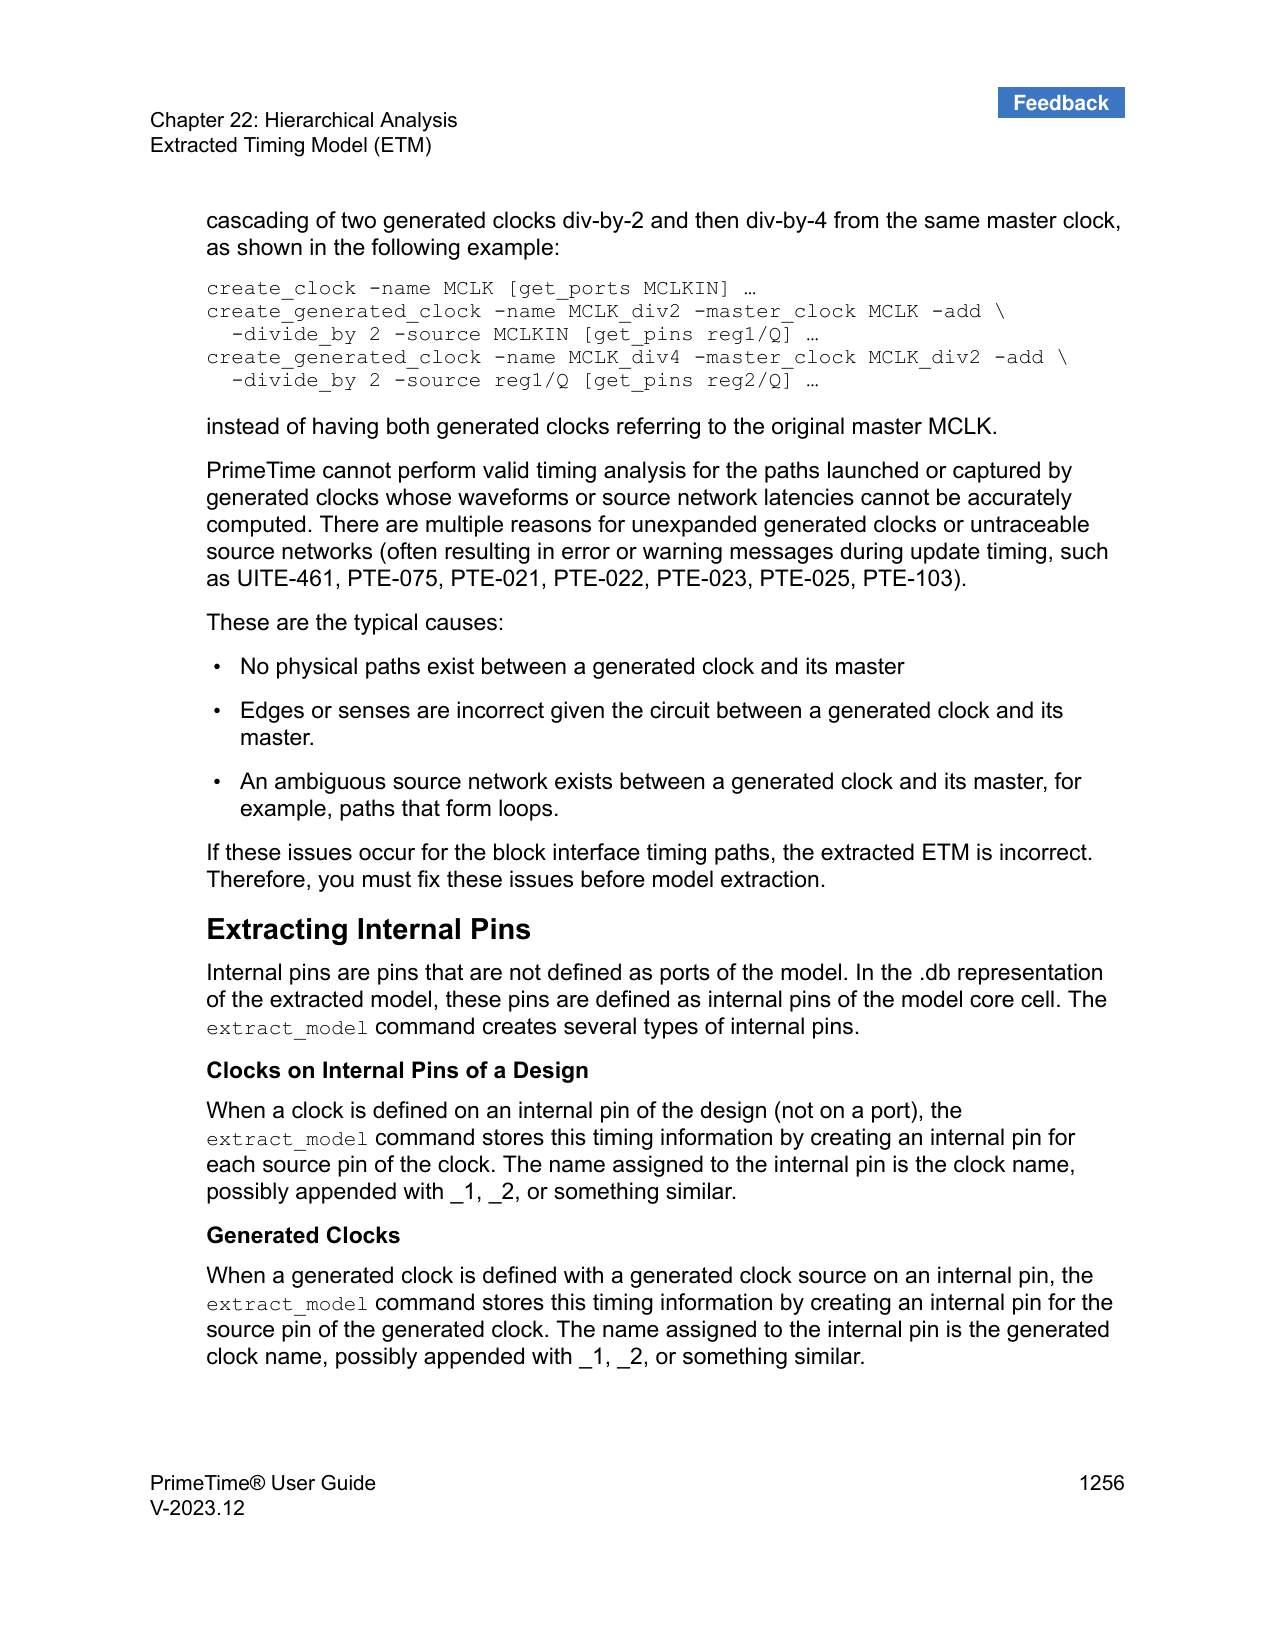 Feedback
Chapter 22: Hierarchical Analysis
Extracted Timing Model (ETM)
cascading of two generated clocks div-by-2 and then div-by-4 from the same master clock,
as shown in the following example:
create_clock -name MCLK [get_ports MCLKIN] …
create_generated_clock -name MCLK_div2 -master_clock MCLK -add \
  -divide_by 2 -source MCLKIN [get_pins reg1/Q] …
create_generated_clock -name MCLK_div4 -master_clock MCLK_div2 -add \
  -divide_by 2 -source reg1/Q [get_pins reg2/Q] …
instead of having both generated clocks referring to the original master MCLK.
PrimeTime cannot perform valid timing analysis for the paths launched or captured by
generated clocks whose waveforms or source network latencies cannot be accurately
computed. There are multiple reasons for unexpanded generated clocks or untraceable
source networks (often resulting in error or warning messages during update timing, such
as UITE-461, PTE-075, PTE-021, PTE-022, PTE-023, PTE-025, PTE-103).
These are the typical causes:
• No physical paths exist between a generated clock and its master
• Edges or senses are incorrect given the circuit between a generated clock and its
master.
• An ambiguous source network exists between a generated clock and its master, for
example, paths that form loops.
If these issues occur for the block interface timing paths, the extracted ETM is incorrect.
Therefore, you must fix these issues before model extraction.
Extracting Internal Pins
Internal pins are pins that are not defined as ports of the model. In the .db representation
of the extracted model, these pins are defined as internal pins of the model core cell. The
extract_model command creates several types of internal pins.
Clocks on Internal Pins of a Design
When a clock is defined on an internal pin of the design (not on a port), the
extract_model command stores this timing information by creating an internal pin for
each source pin of the clock. The name assigned to the internal pin is the clock name,
possibly appended with _1, _2, or something similar.
Generated Clocks
When a generated clock is defined with a generated clock source on an internal pin, the
extract_model command stores this timing information by creating an internal pin for the
source pin of the generated clock. The name assigned to the internal pin is the generated
clock name, possibly appended with _1, _2, or something similar.
PrimeTime® User Guide
1256
V-2023.12